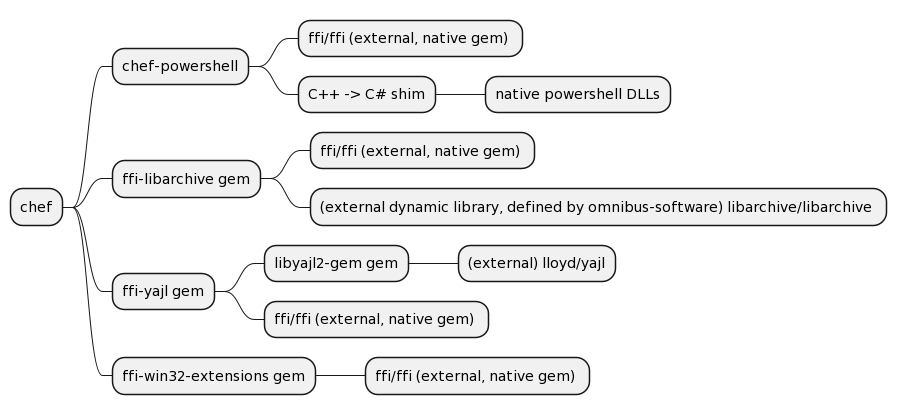 chef
chef-powershell
ffi/ffi (external, native gem)
C++ -> C# shim
native powershell DLLs
ffi-libarchive gem
ffi/ffi (external, native gem)
(external dynamic library, defined by omnibus-software) libarchive/libarchive
ffi-yajl gem
libyajl2-gem gem
(external) lloyd/yajl
ffi/ffi (external, native gem)
ffi-win32-extensions gem
ffi/ffi (external, native gem)